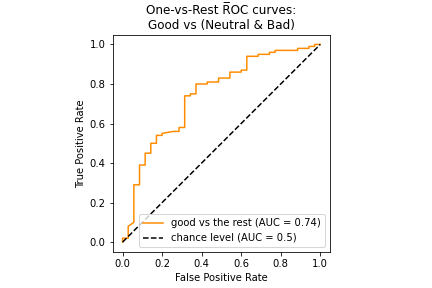 One-vs-Rest ROC curves:
Good vs (Neutral & Bad)
True Positive Rate
1.0
0.8
0.6
0.4
0.2
0.0
good vs the rest (AUC = 0.74)
chance level (AUC = 0.5)
0.0 0.2 0.4 0.6 0.8 1.0
False Positive Rate